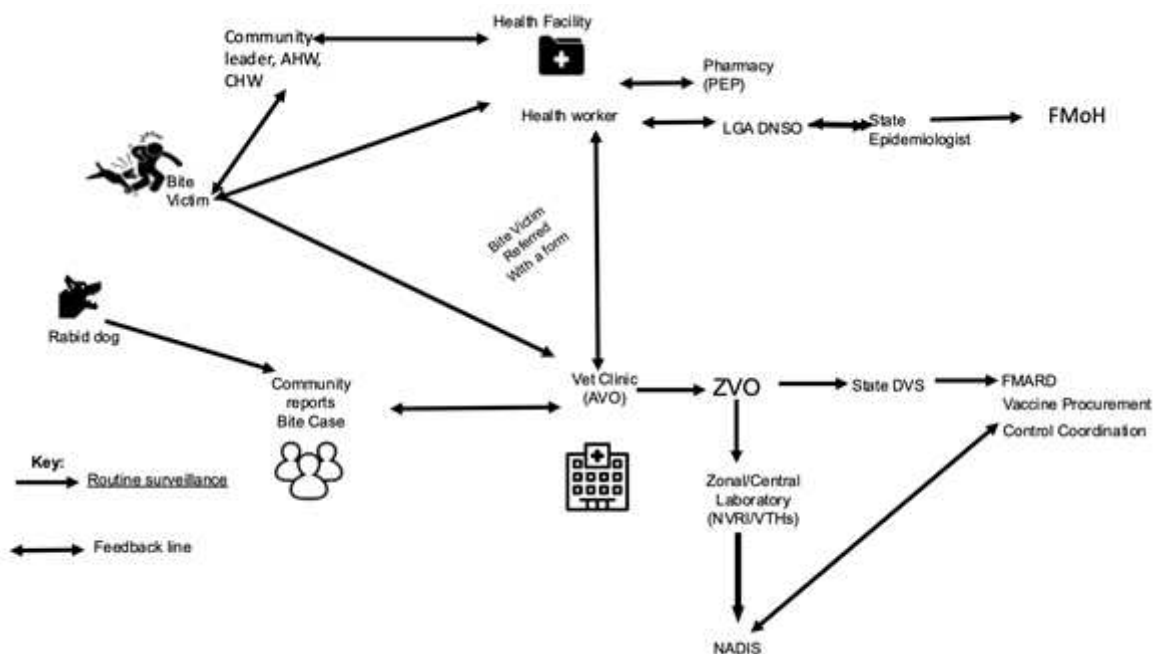 Health Facility
Community
leader, AHW,
CHW
Pharmacy
(PEP)
Health worker
LGA DNSO
State
Epidemiologist
FMoH
Bite
Victim
Bite Victim
Referred
With a form
Rabid dog
Community
reports
Bite Case
Vet Clinic
(AVO)
ZVO
State DVS
FMARD
Vaccine Procurement
Control Coordination
Key:
Routine surveillance
Zonal/Central
Laboratory
(NVRI/VTHs)
Feedback line
NADIS